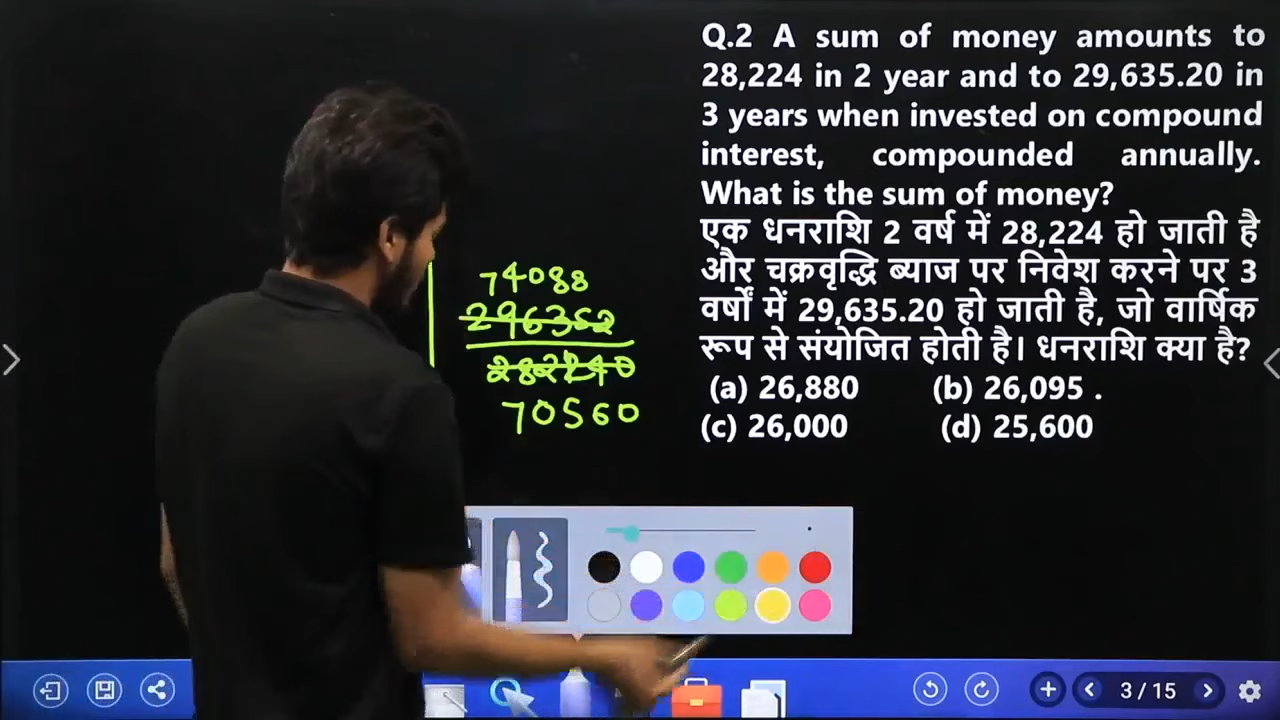 Q.2 A sum of money amounts to
28,224 in 2 year and to 29,635.20 in
3 years when invested on compound
interest, compounded annually.
What is the sum of money?
एक धनराशि 2 वर्ष में 28,224 हो जाती है
और चक्रवृद्धि ब्याज पर निवेश करने पर 3
वर्षों में 29,635.20 हो जाती है, जो वार्षिक
रूप से संयोजित होती है। धनराशि क्या है?
(a) 26,880 (b) 26,095 .
(c) 26,000 (d) 25,600
74088
296352
282240
70560
3 / 15